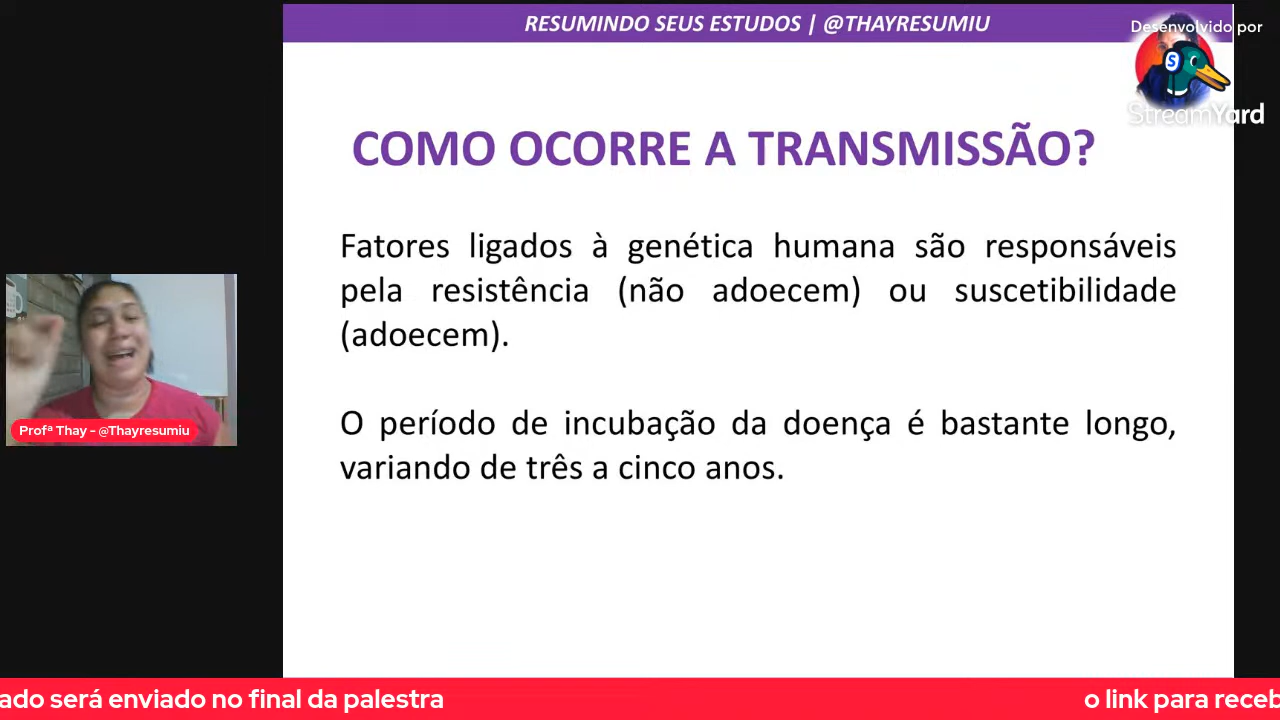 RESUMINDO SEUS ESTUDOS | @THAYRESUMIU
Desenvolvido por
S
StreamYard
COMO OCORRE A TRANSMISSÃO?
Fatores ligados à genética humana são responsáveis
pela resistência (não adoecem) ou suscetibilidade
(adoecem).
O período de incubação da doença é bastante longo,
variando de três a cinco anos.
Profª Thay - @Thayresumiu
ado será enviado no final da palestra
o link para receb